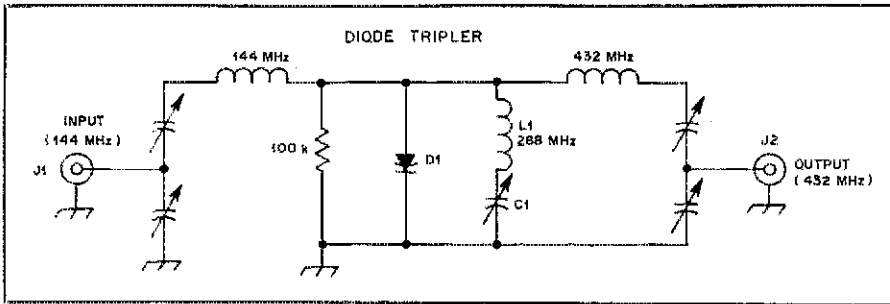 DIODE TRIPLER
144 MHz
432 MHz
INPUT
(144 MHz)
J1
100 k
D1
L1
288 MHz
C1
J2
OUTPUT
(432 MHz)